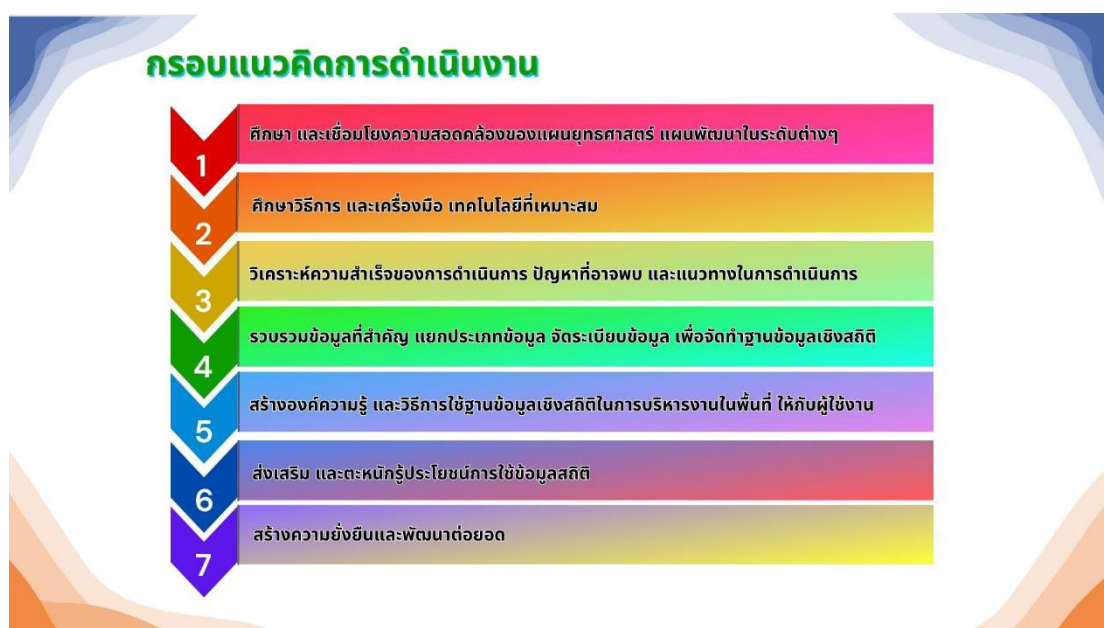 กรอบแนวคิดการดำเนินงาน
1
ศึกษา และเชื่อมโยงความสอดคล้องของแผนยุทธศาสตร์ แผนพัฒนาในระดับต่างๆ
2
ศึกษาวิธีการ และเครื่องมือ เทคโนโลยีที่เหมาะสม
3
วิเคราะห์ความสำเร็จของการดำเนินการ ปัญหาที่อาจพบ และแนวทางในการดำเนินการ
4
รวบรวมข้อมูลที่สำคัญ แยกประเภทข้อมูล จัดระเบียบข้อมูล เพื่อจัดทำฐานข้อมูลเชิงสถิติ
5
สร้างองค์ความรู้ และวิธีการใช้ฐานข้อมูลเชิงสถิติในการบริหารงานในพื้นที่ ให้กับผู้ใช้งาน
6
ส่งเสริม และตะหนักรู้ประโยชน์การใช้ข้อมูลสถิติ
7
สร้างความยั่งยืนและพัฒนาต่อยอด